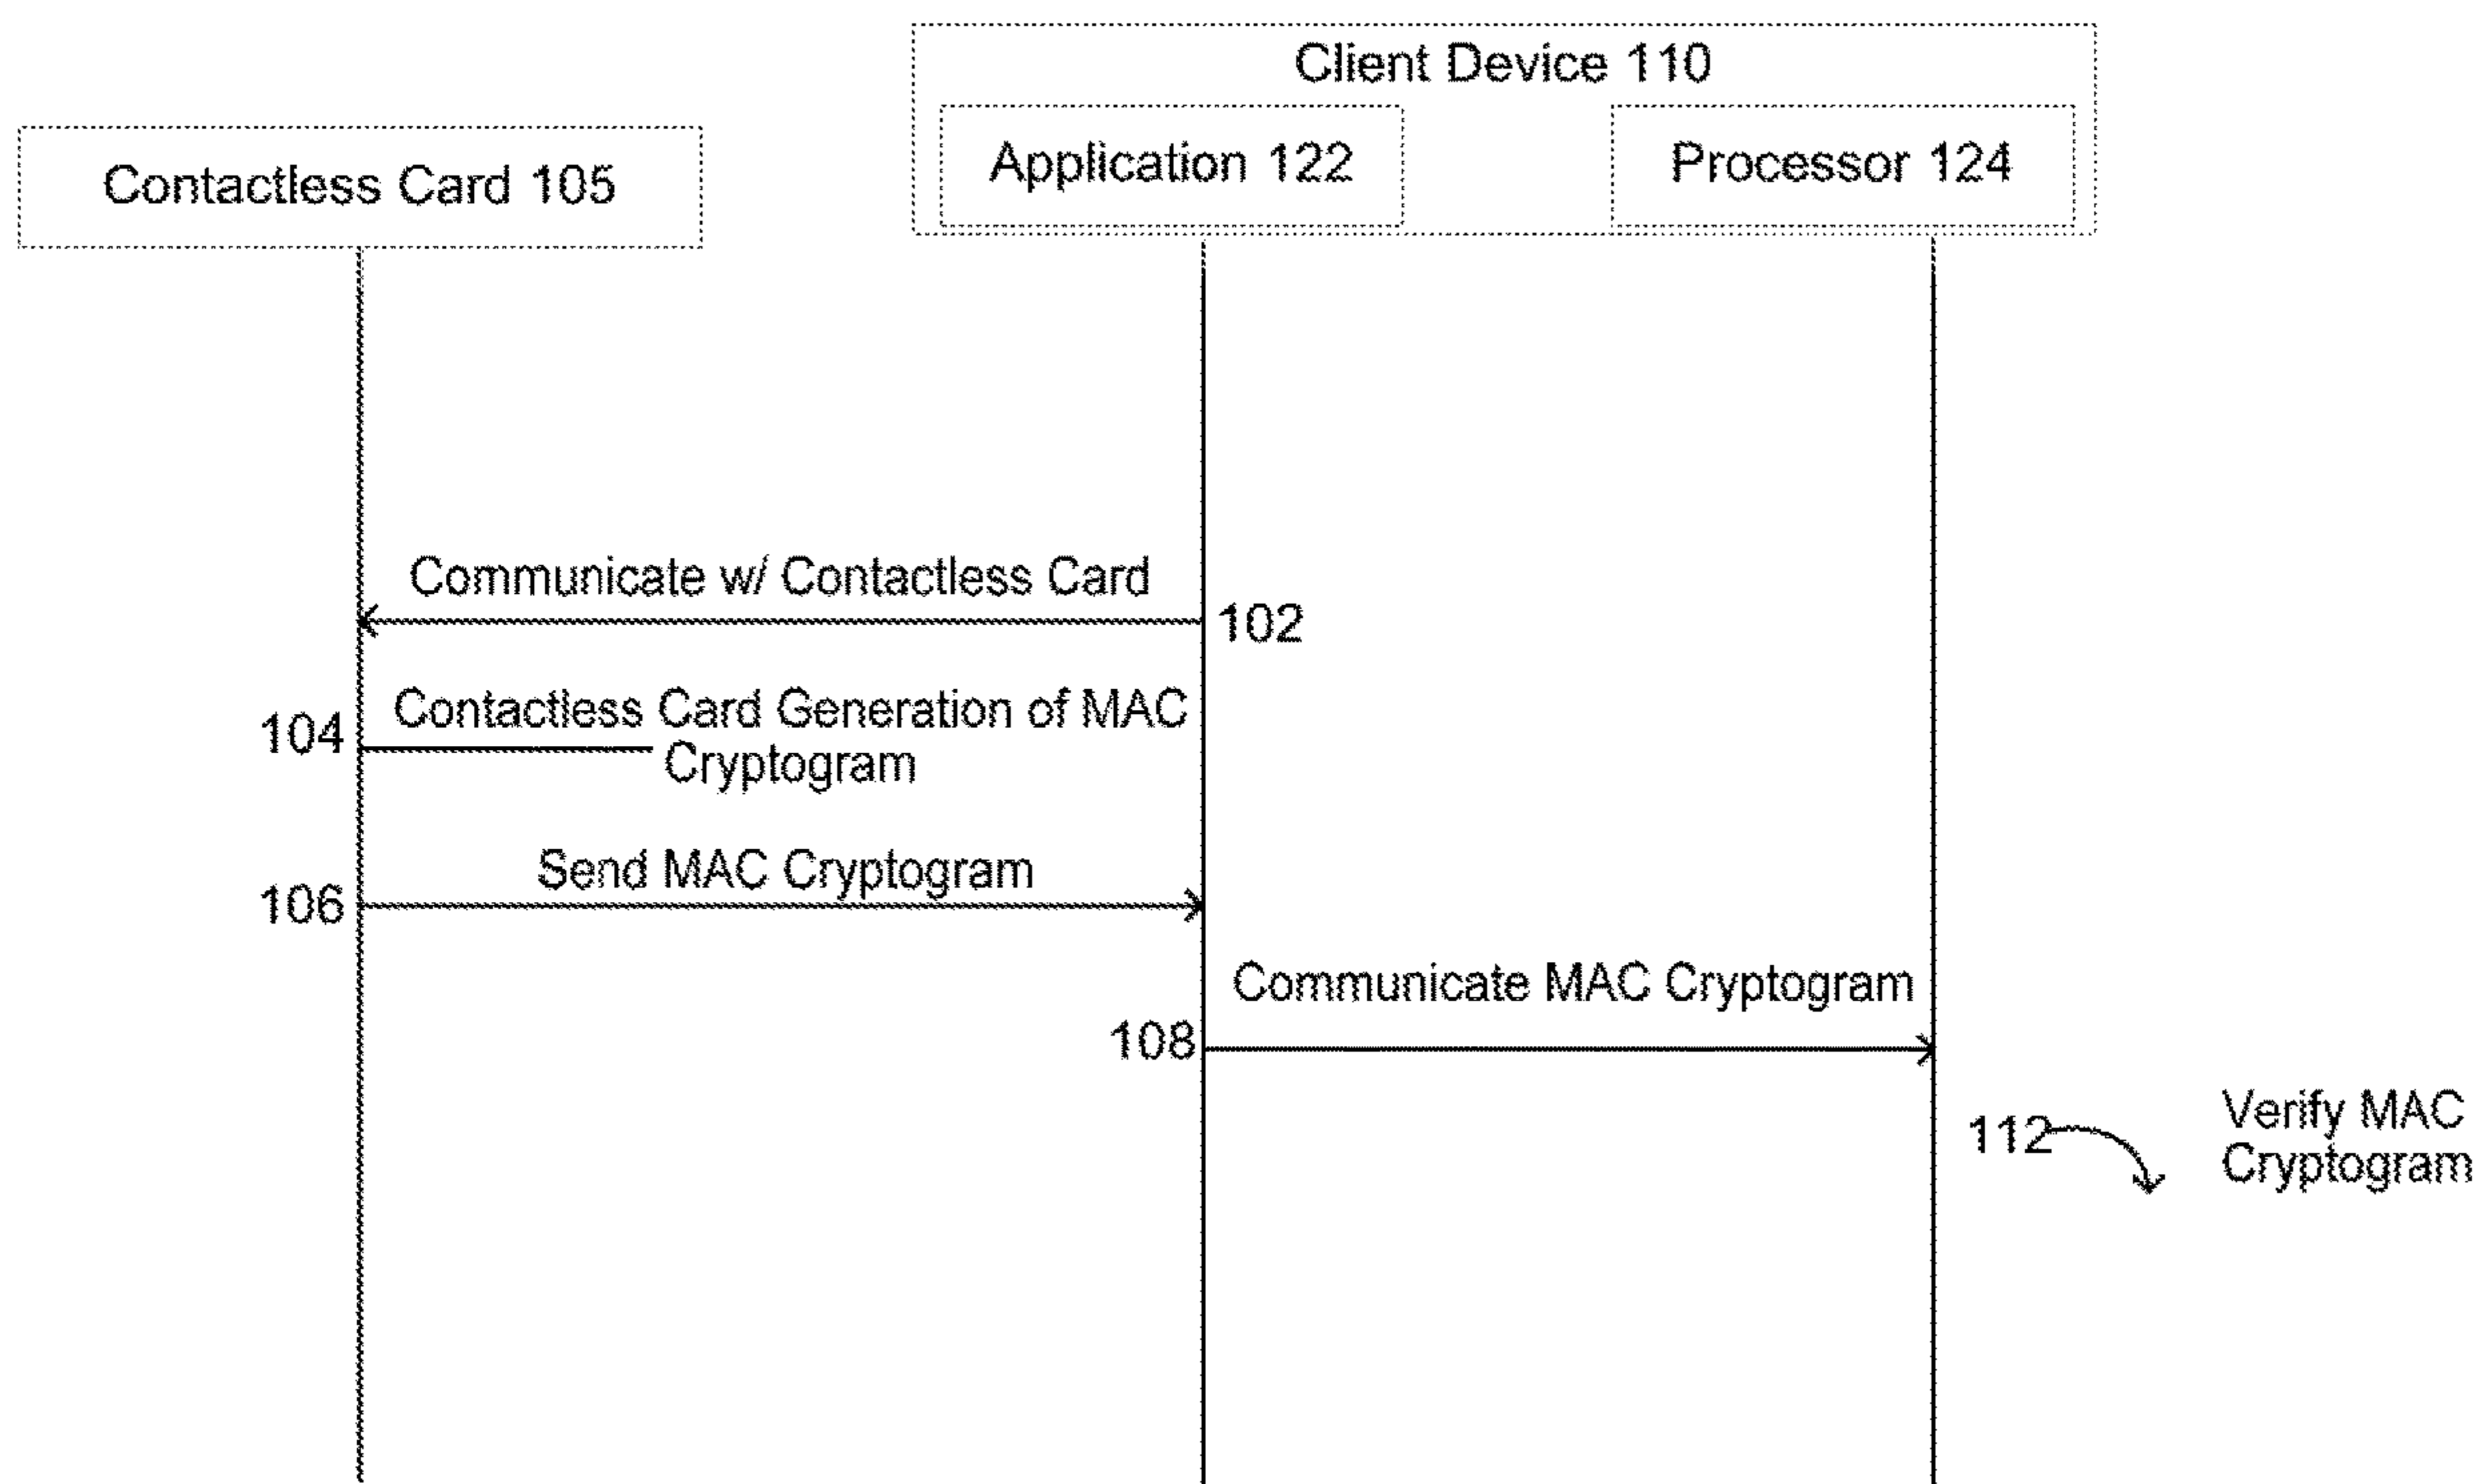 Client Device 110
Contactless Card 105
Application 122
Processor 124
Communicate w/ Contactless Card
102
104
Contactless Card Generation of MAC
Cryptogram
Send MAC Cryptogram
106
Communicate MAC Cryptogram
108
112
Verify MAC
Cryptogram